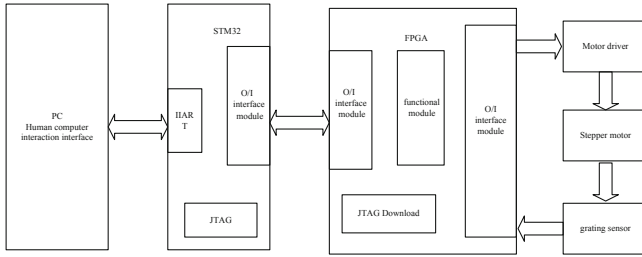 PC
Human computer
interaction interface
STM32
IIAR
T
O/I
interface
module
JTAG
FPGA
O/I
interface
module
functional
module
O/I
interface
module
JTAG Download
Motor driver
Stepper motor
grating sensor